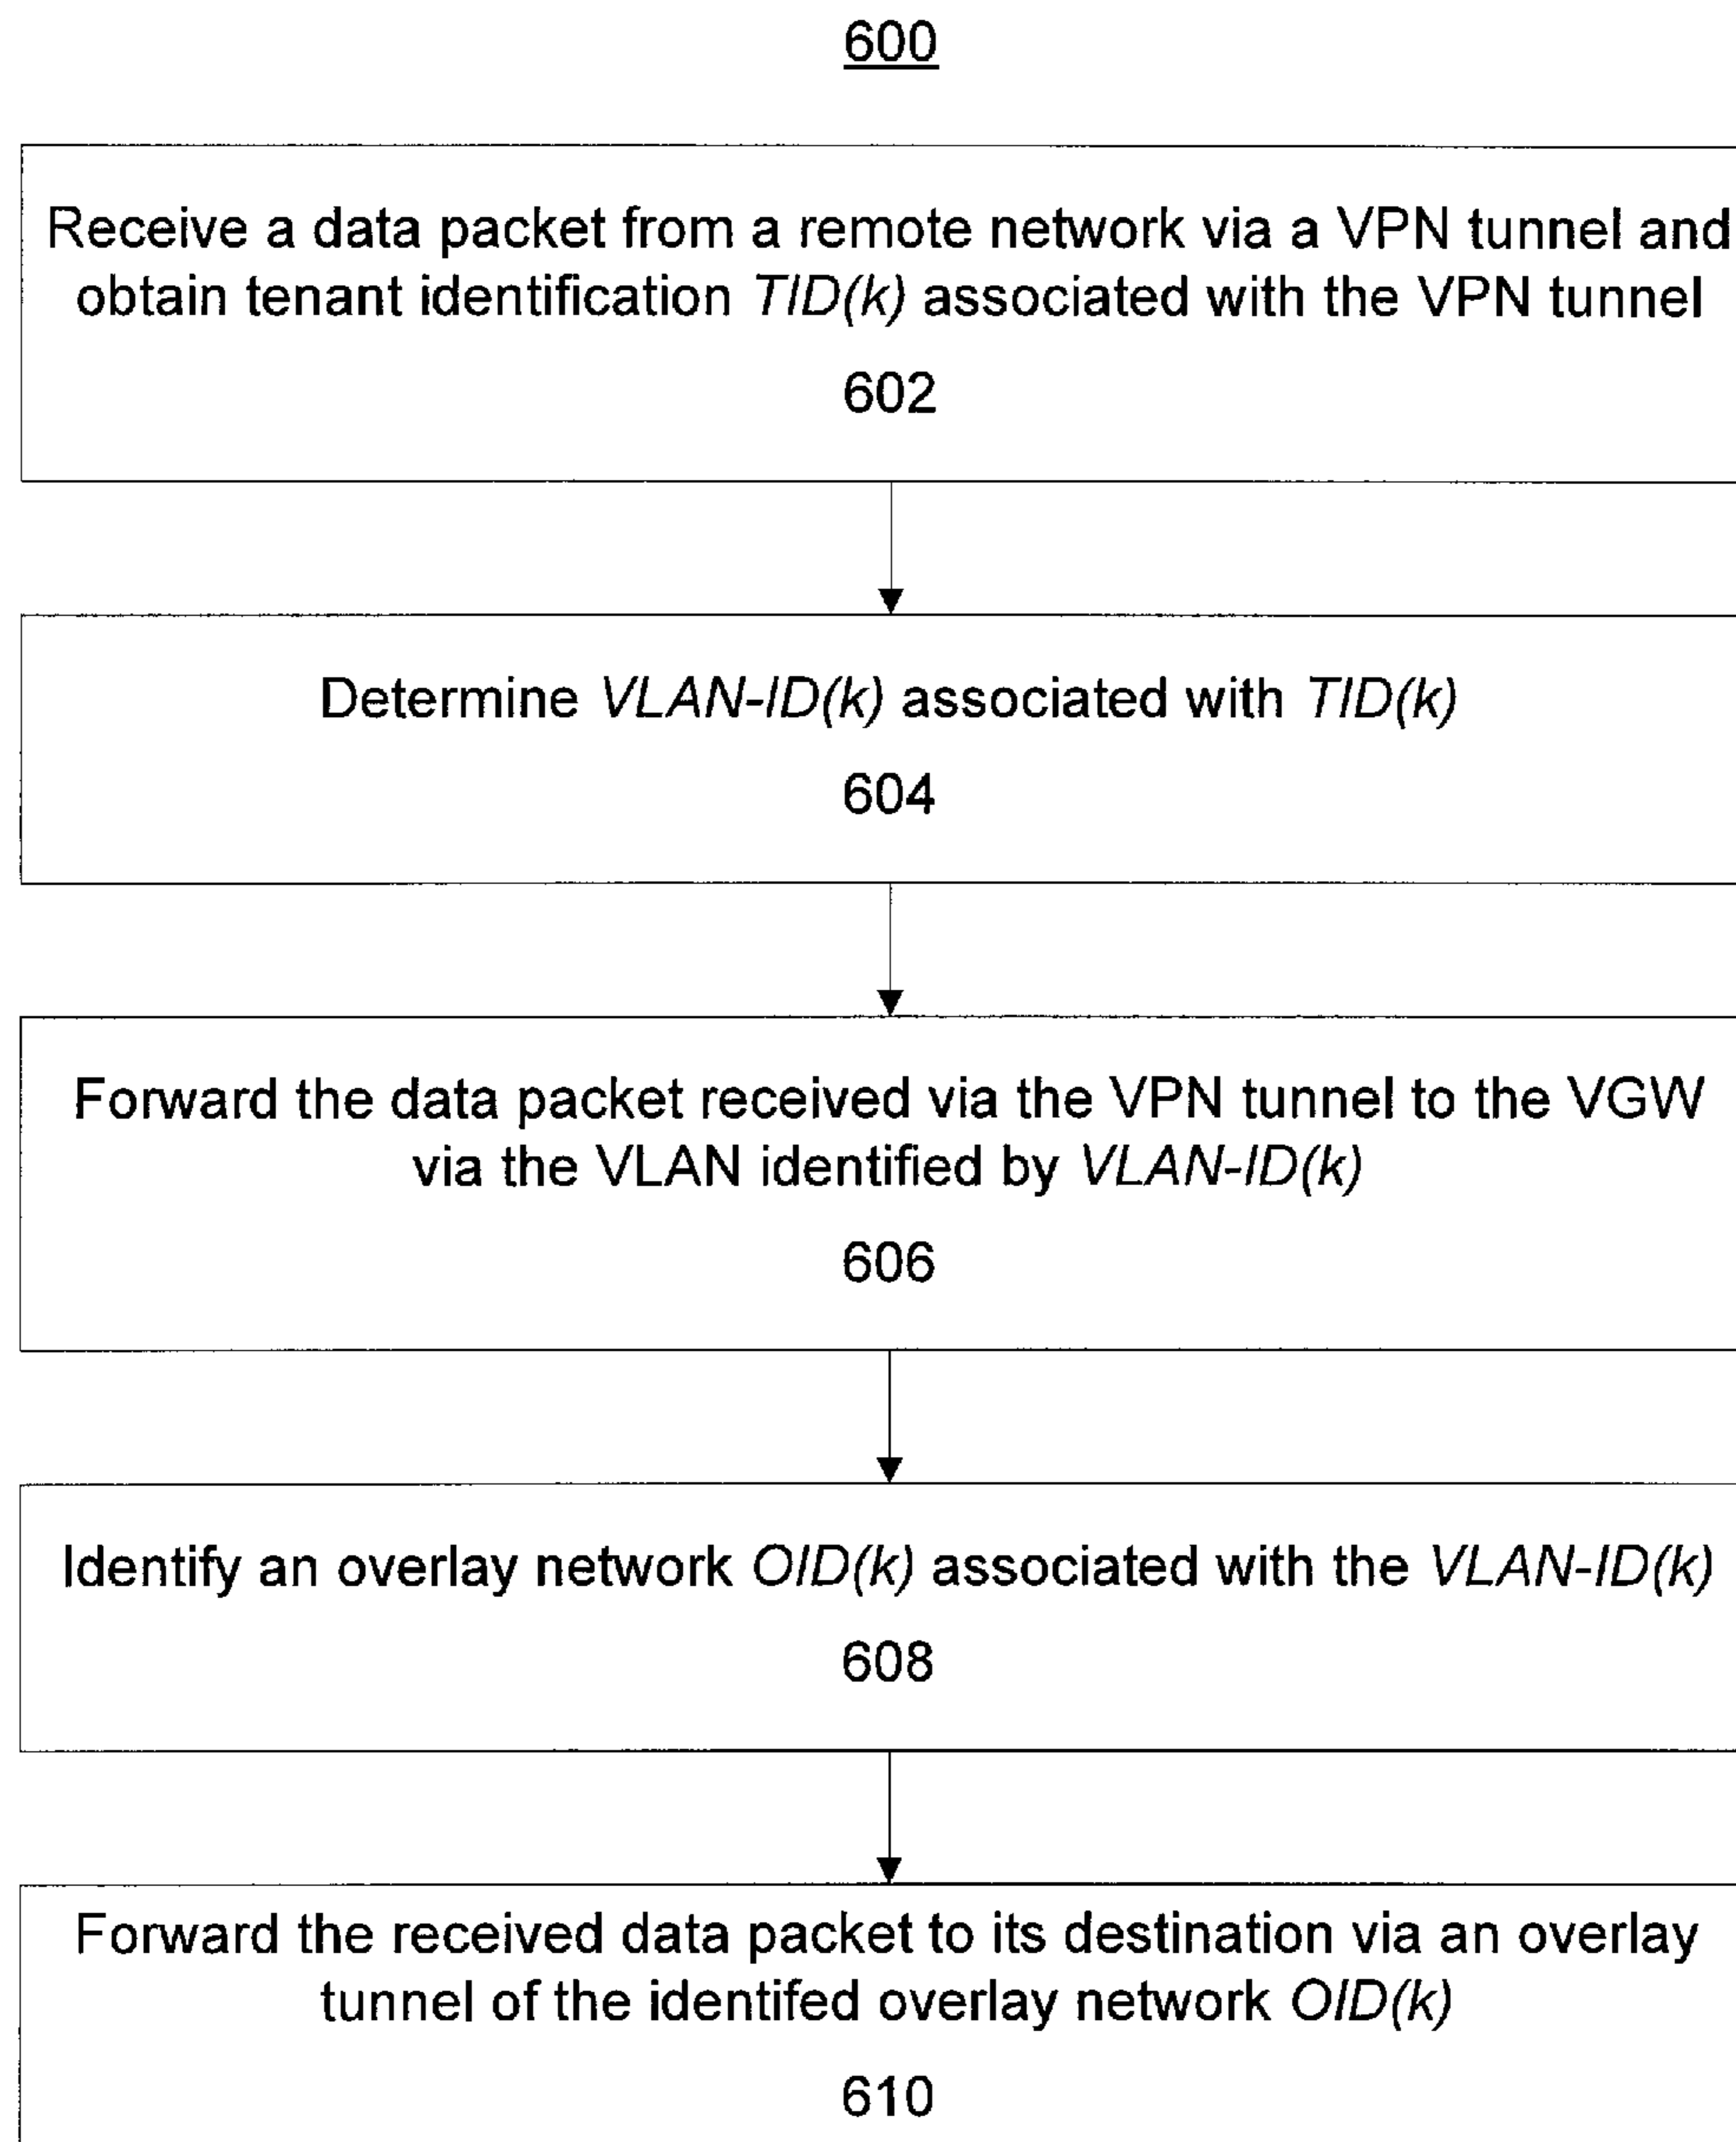 600
Receive a data packet from a remote network via a VPN tunnel and
obtain tenant identification TID(k) associated with the VPN tunnel
602
Determine VLAN-ID(k) associated with TID(k)
604
Forward the data packet received via the VPN tunnel to the VGW
via the VLAN identified by VLAN-ID(k)
606
Identify an overlay network OID(k) associated with the VLAN-ID(k)
608
Forward the received data packet to its destination via an overlay
tunnel of the identifed overlay network OID(k)
610